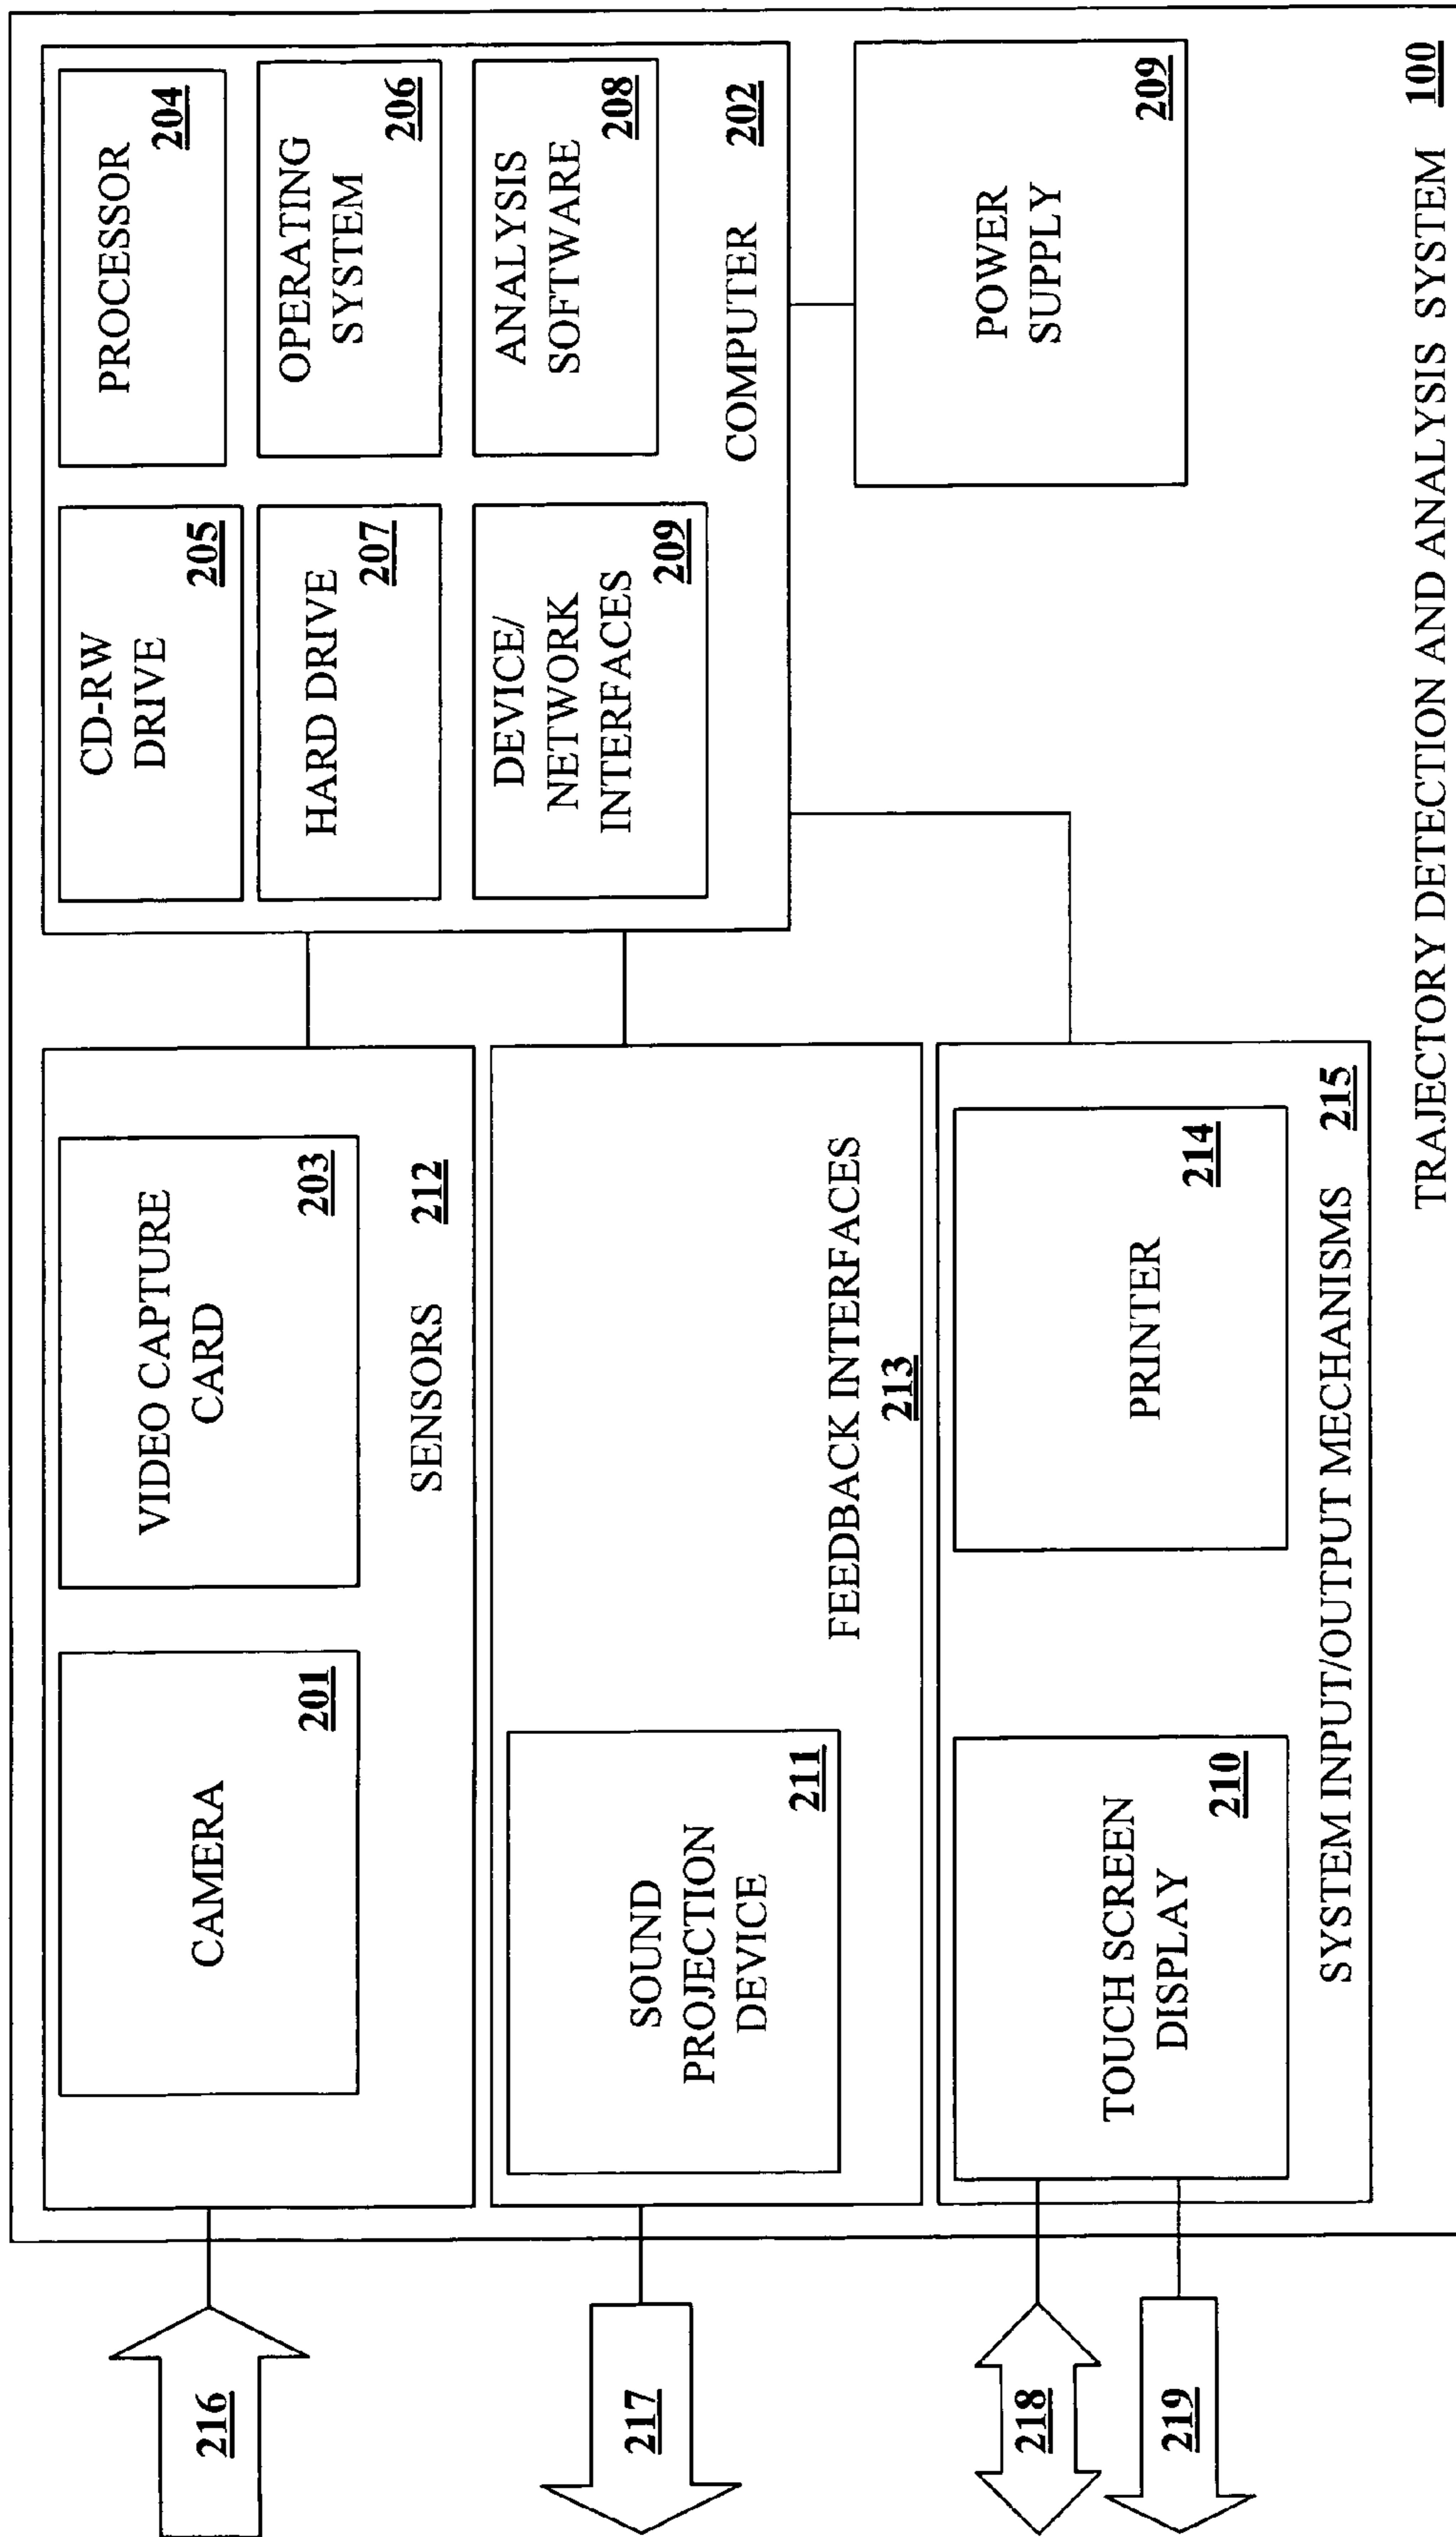 216
CAMERA
201
VIDEO CAPTURE
CARD
203
SENSORS
212
217
SOUND
PROJECTION
DEVICE
211
FEEDBACK INTERFACES
213
218
219
TOUCH SCREEN
DISPLAY
210
PRINTER
214
SYSTEM INPUT/OUTPUT MECHANISMS 215
CD-RW
DRIVE
205
PROCESSOR
204
HARD DRIVE
207
OPERATING
SYSTEM
206
DEVICE/
NETWORK
INTERFACES
209
ANALYSIS
SOFTWARE
208
COMPUTER 202
POWER
SUPPLY
209
TRAJECTORY DETECTION AND ANALYSIS SYSTEM 100